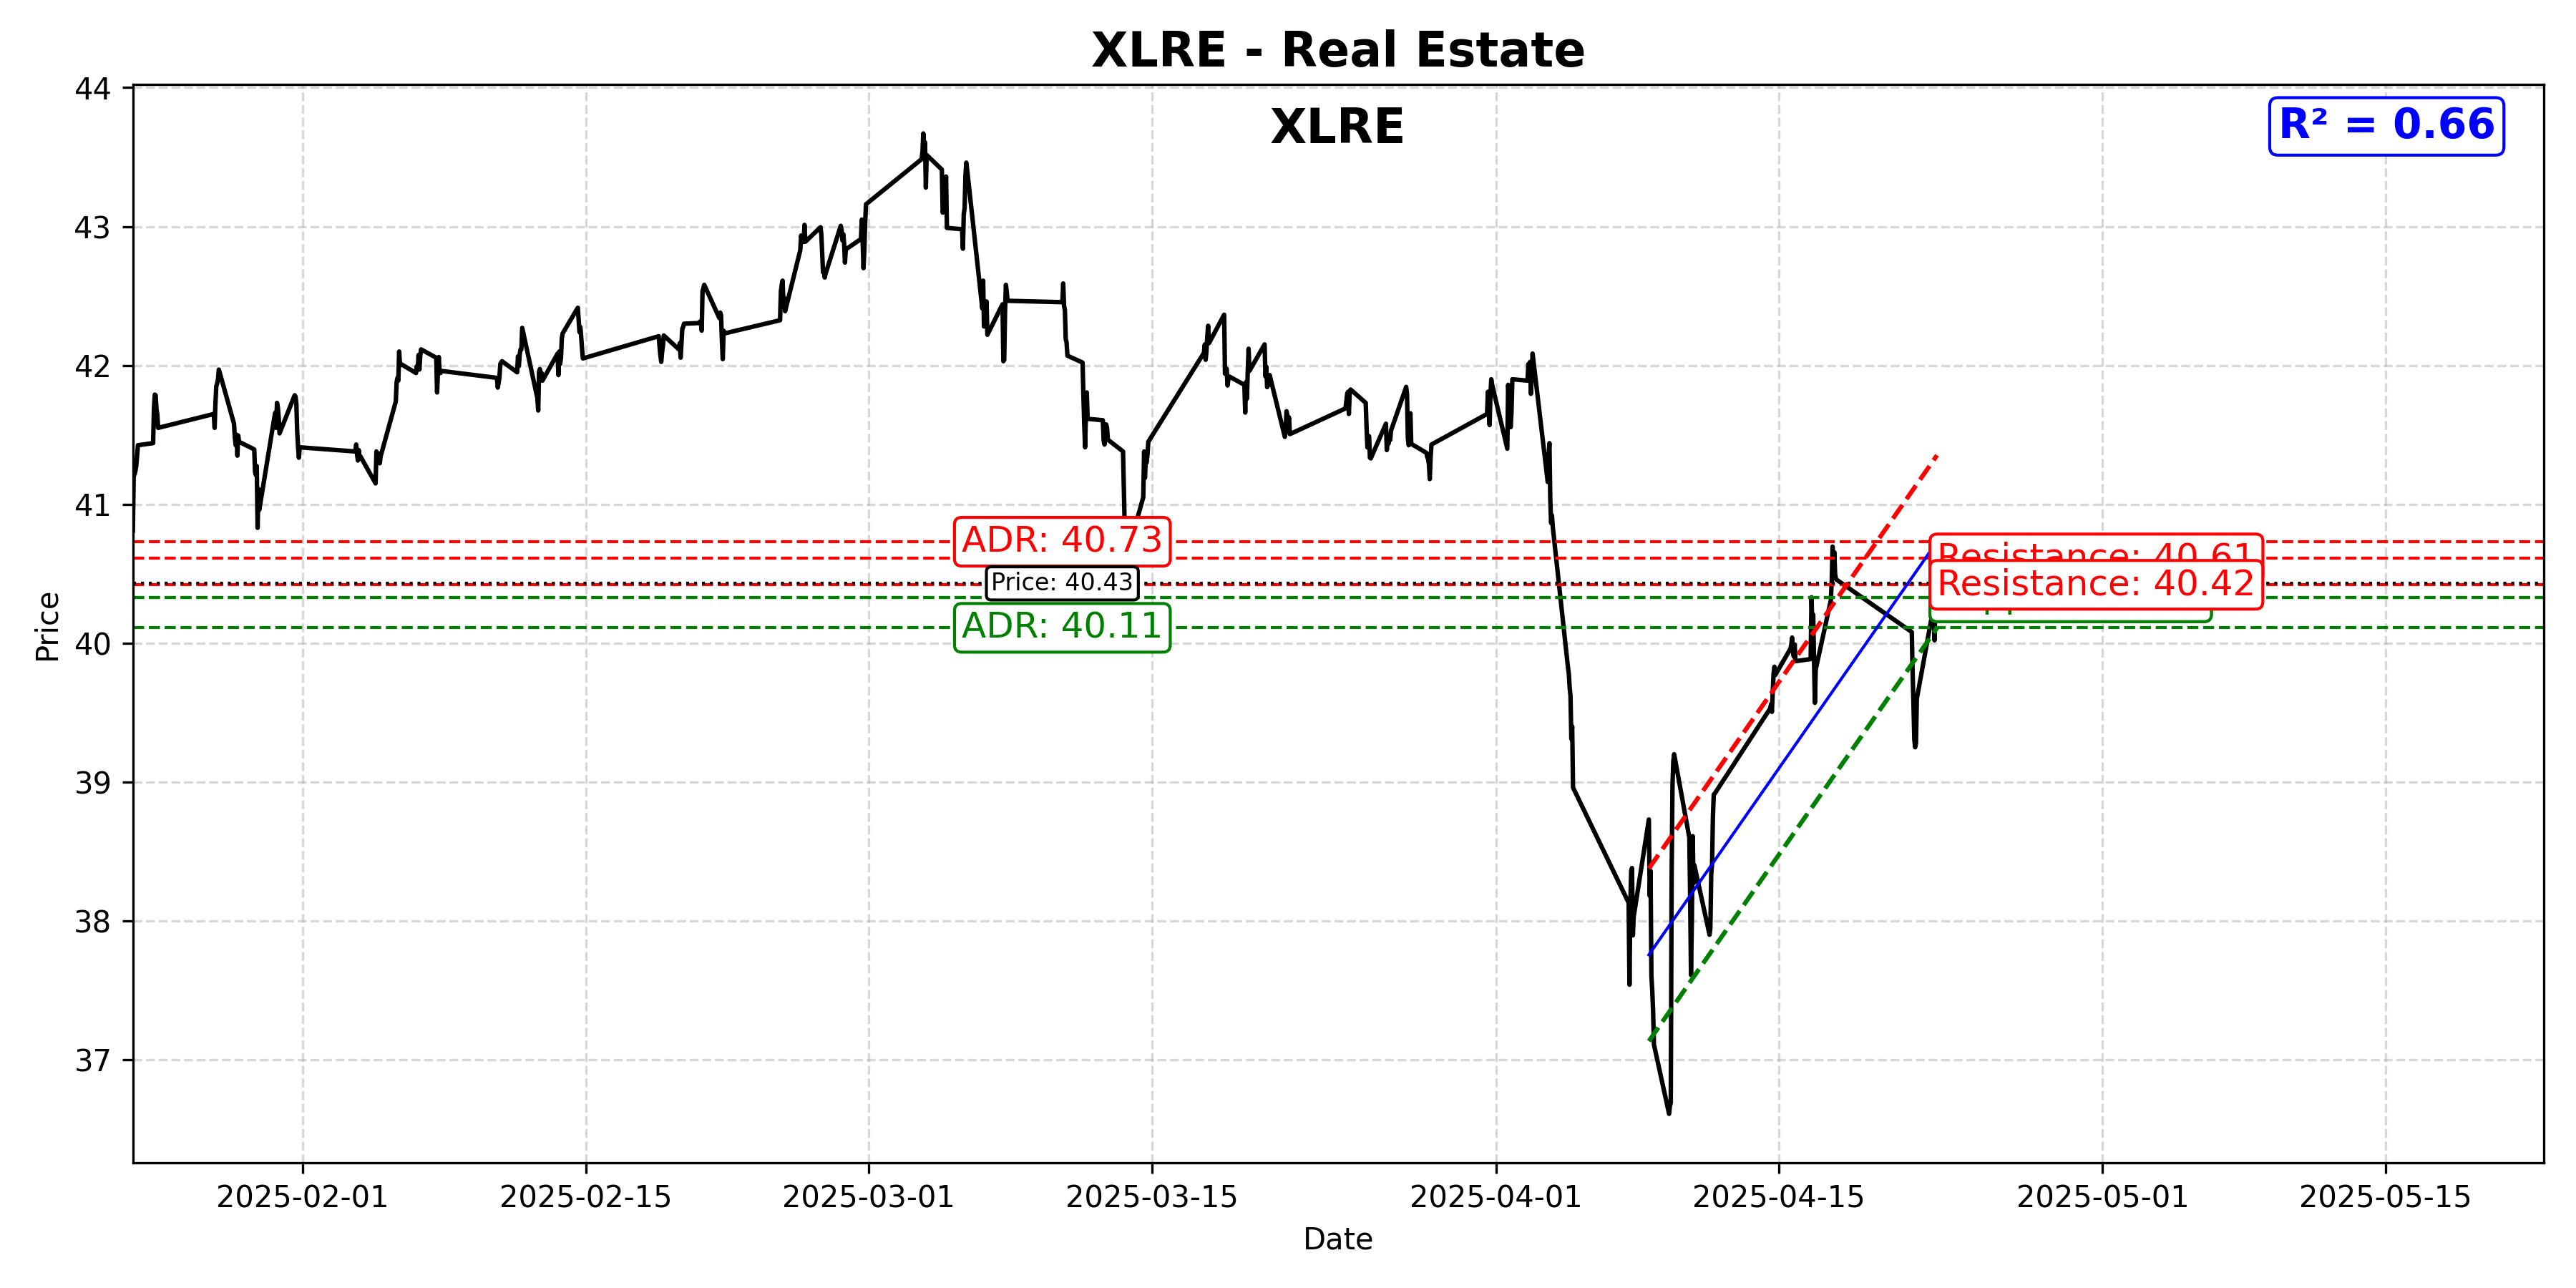 XLRE - Real Estate
XLRE
R² = 0.66
44
43
42
41
40
39
38
37
Price
ADR: 40.73
Price: 40.43
ADR: 40.11
Resistance: 40.61
Resistance: 40.42
2025-02-01
2025-02-15
2025-03-01
2025-03-15
2025-04-01
2025-04-15
2025-05-01
2025-05-15
Date